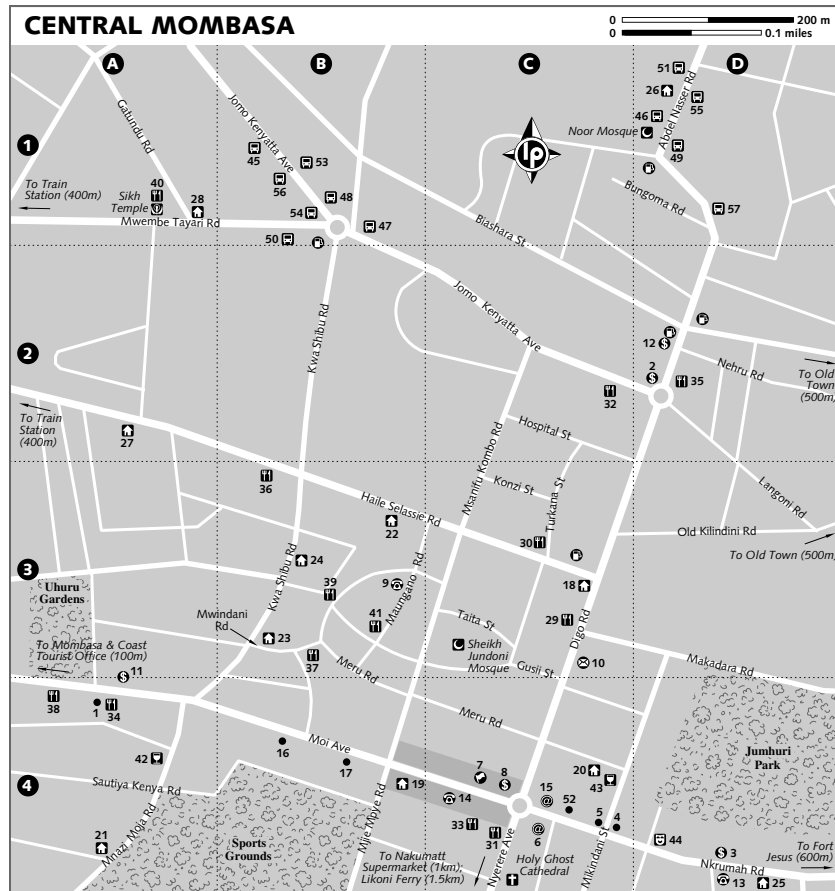 CENTRAL MOMBASA
0 200 m
0 0.1 miles
A
B
C
D
1
2
3
4
51
26
55
46
Noor Mosque
Abdel Nasser Rd
49
Bungoma Rd
57
Gatundu Rd
Jomo Kenyatta Ave
45
53
56
48
54
47
50
To Train
Station (400m)
40
Sikh
Temple
28
Mwembe Tayari Rd
lp
Biashara St
Kwa Shibu Rd
Jomo Kenyatta Ave
12
2
35
Nehru Rd
To Old
Town
(500m)
32
To Train
Station
(400m)
27
Hospital St
Msanifu Kombo Rd
Konzi St
Turkana St
Langoni Rd
36
Haile Selassie Rd
22
30
Old Kilindini Rd
To Old Town (500m)
24
Kwa Shibu Rd
39
9
Maungano Rd
41
18
29
Digo Rd
Uhuru
Gardens
Mwindani
Rd
23
37
Taita St
Sheikh
Jundoni
Mosque
Gusii St
10
Makadara Rd
To Mombasa & Coast
Tourist Office (100m)
11
Meru Rd
Meru Rd
38
1
34
16
Moi Ave
17
42
Sautiya Kenya Rd
Mnazi Moja Rd
21
Sports
Grounds
19
Mji Mpye Rd
7
8
14
15
52
20
43
5
4
33
31
6
Jumhuri
Park
44
3
To Fort
Jesus (600m)
Nkrumah Rd
13
25
To Nakumatt
Supermarket (1km);
Likoni Ferry (1.5km)
Nyerere Ave
Holy Ghost
Cathedral
Mikindani St